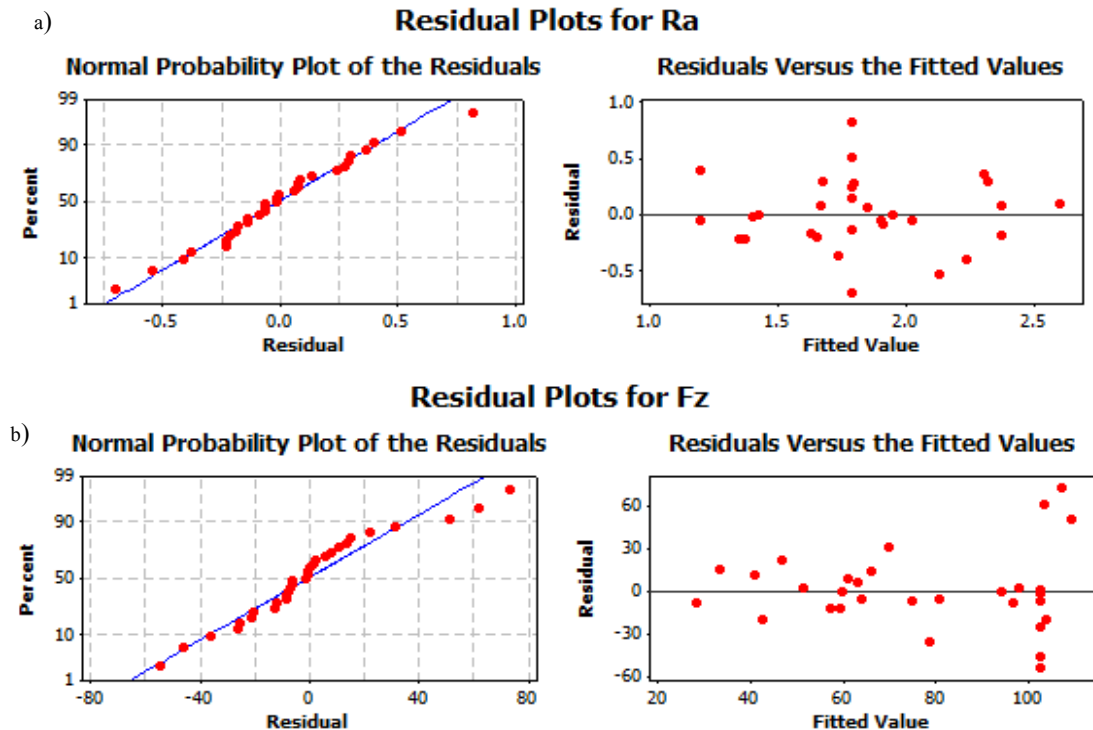 a)
Residual Plots for Ra
Normal Probability Plot of the Residuals
99
90
50
10
1
Percent
-0.5
0.0
0.5
1.0
Residual
Residuals Versus the Fitted Values
1.0
0.5
0.0
-0.5
Residual
1.0
1.5
2.0
2.5
Fitted Value
b)
Residual Plots for Fz
Normal Probability Plot of the Residuals
99
90
50
10
1
Percent
-80
-40
0
40
80
Residual
Residuals Versus the Fitted Values
60
30
0
-30
-60
Residual
20
40
60
80
100
Fitted Value